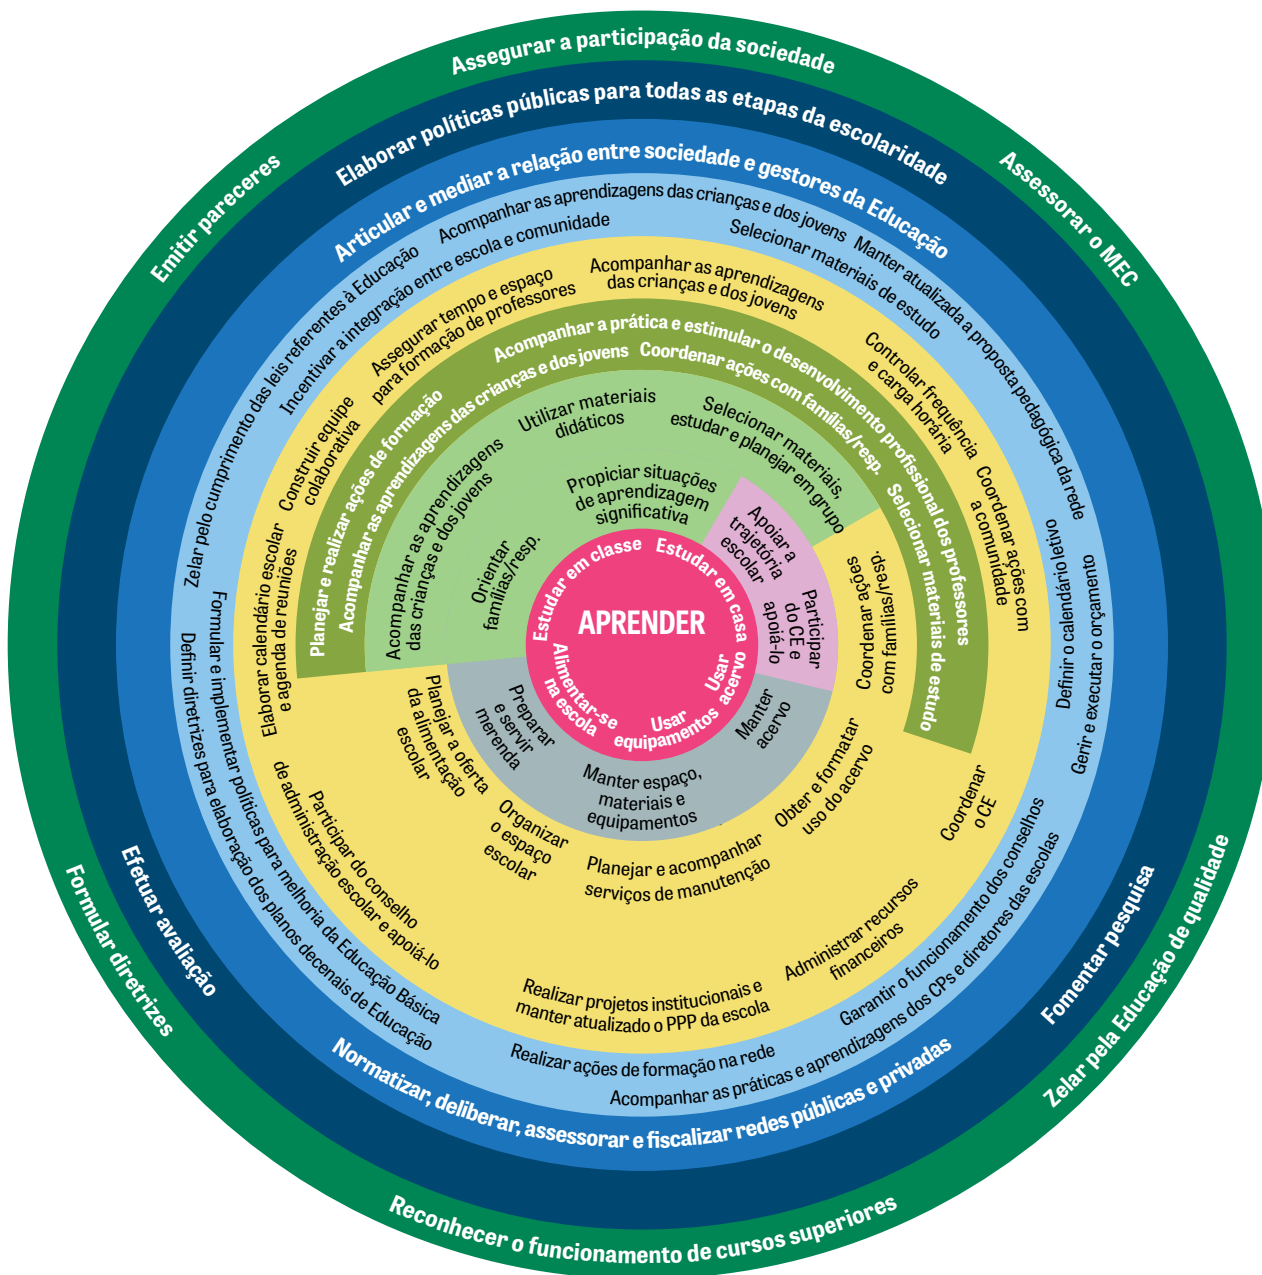 Assegurar a participação da sociedade
Assessorar o MEC
Zelar pela Educação de qualidade
Reconhecer o funcionamento de cursos superiores
Formular diretrizes
Emitir pareceres
Elaborar políticas públicas para todas as etapas da escolaridade
Fomentar pesquisa
Efetuar avaliação
Articular e mediar a relação entre sociedade e gestores da Educação
Normatizar, deliberar, assessorar e fiscalizar redes públicas e privadas
Zelar pelo cumprimento das leis referentes à Educação
Incentivar a integração entre escola e comunidade
Acompanhar as aprendizagens das crianças e dos jovens
Selecionar materiais de estudo
Manter atualizada a proposta pedagógica da rede
Definir o calendário letivo
Gerir e executar o orçamento
Garantir o funcionamento dos conselhos
Acompanhar as práticas e aprendizagens dos CPs e diretores das escolas
Realizar ações de formação na rede
Formular e implementar políticas para melhoria da Educação Básica
Definir diretrizes para elaboração dos planos decenais de Educação
Elaborar calendário escolar
e agenda de reuniões
Construir equipe
colaborativa
Assegurar tempo e espaço
para formação de professores
Acompanhar as aprendizagens
das crianças e dos jovens
Controlar frequência
e carga horária
Coordenar ações com
a comunidade
Coordenar
o CE
Administrar recursos
financeiros
Realizar projetos institucionais e
manter atualizado o PPP da escola
Participar do conselho
de administração escolar e apoiá-lo
Planejar a oferta
da alimentação
escolar
Organizar
o espaço
escolar
Planejar e acompanhar
serviços de manutenção
Obter e formatar
uso do acervo
Coordenar ações
com famílias/resp.
Planejar e realizar ações de formação
Acompanhar a prática e estimular o desenvolvimento profissional dos professores
Acompanhar as aprendizagens das crianças e dos jovens
Coordenar ações com famílias/resp.
Selecionar materiais de estudo
Acompanhar as aprendizagens
das crianças e dos jovens
Utilizar materiais
didáticos
Selecionar materiais,
estudar e planejar em grupo
Orientar
famílias/resp.
Propiciar situações
de aprendizagem
significativa
Apoiar a
trajetória
escolar
Participar
do CE e
apoiá-lo
Manter
acervo
Manter espaço,
materiais e
equipamentos
Preparar
e servir
merenda
Estudar em classe
Estudar em casa
Usar
acervo
Usar
equipamentos
Alimentar-se
na escola
APRENDER